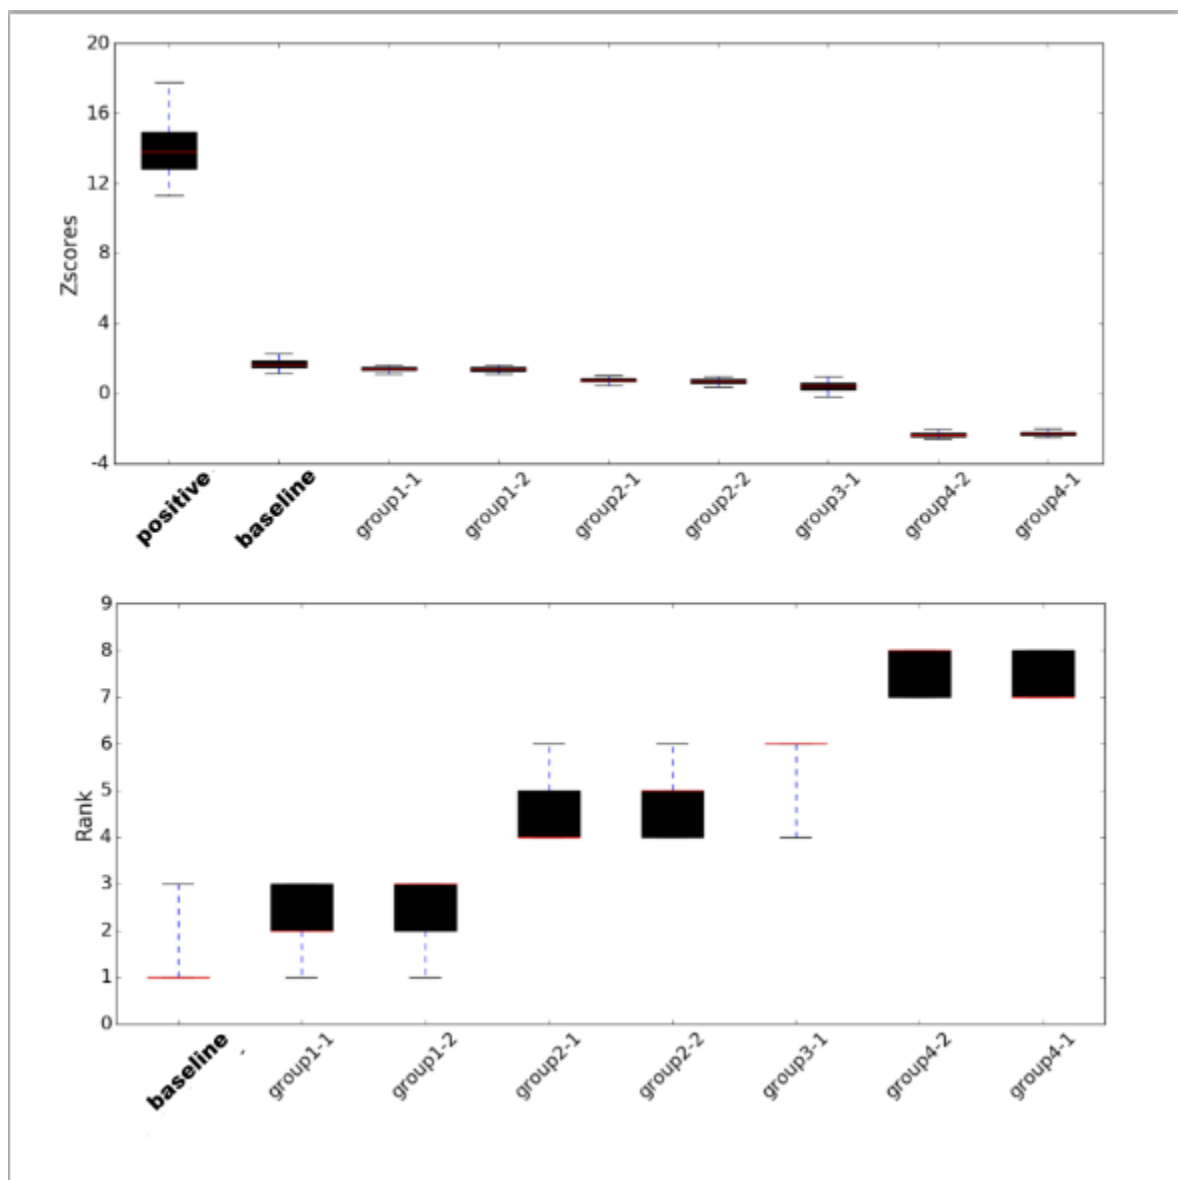 20
16
12
8
4
0
-4
Zscores
positive
baseline
group1-1
group1-2
group2-1
group2-2
group3-1
group4-2
group4-1
9
8
7
6
5
4
3
2
1
0
Rank
baseline
group1-1
group1-2
group2-1
group2-2
group3-1
group4-2
group4-1